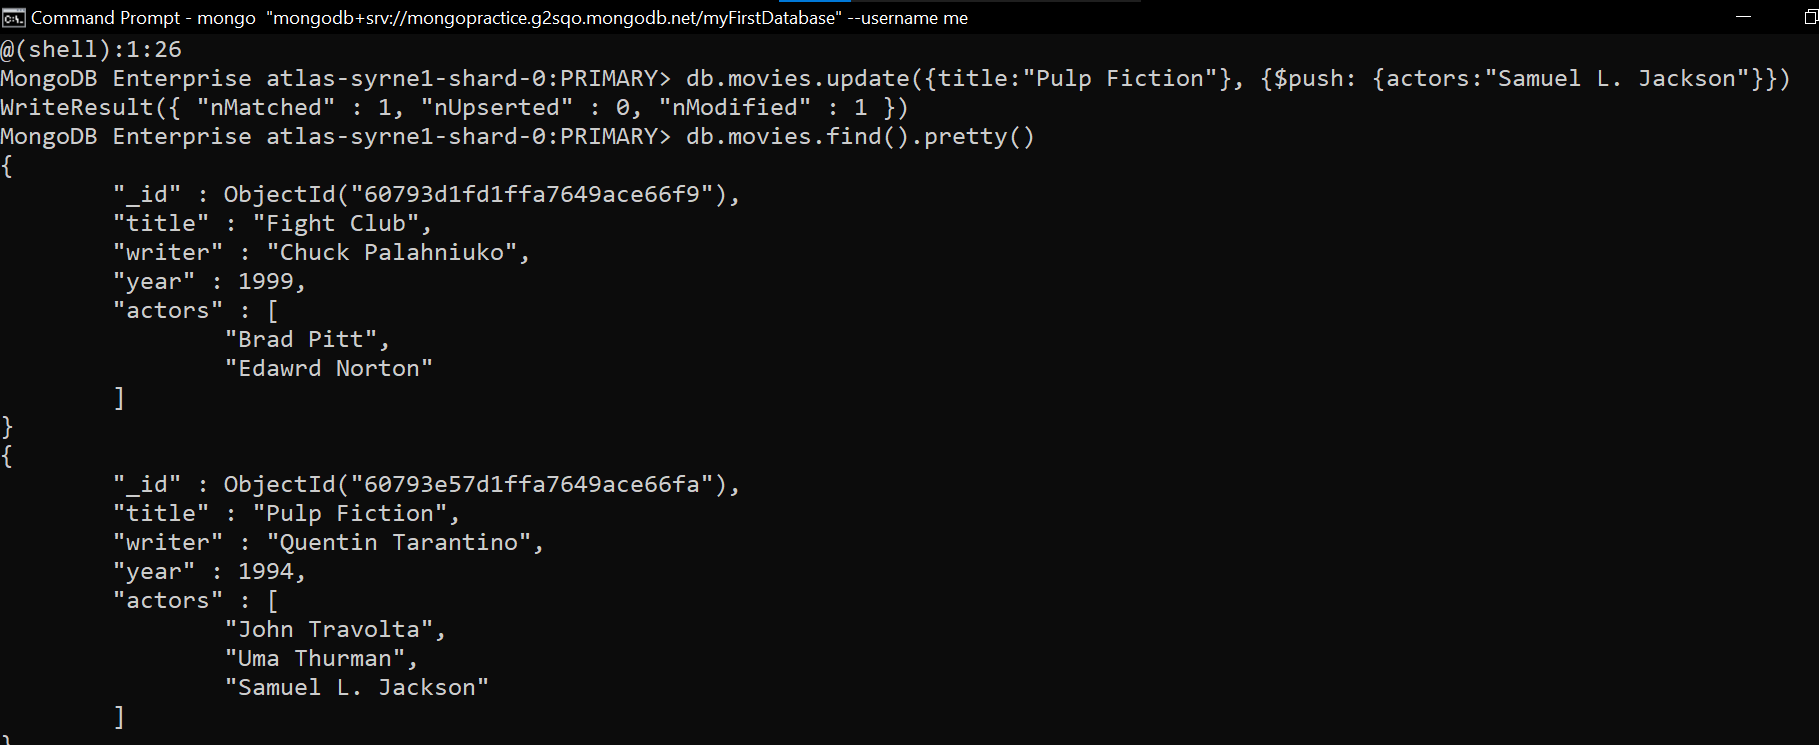 Command Prompt - mongo "mongodb+srv://mongopractice.g2sqo.mongodb.net/myFirstDatabase" --username me
@(shell):1:26
MongoDB Enterprise atlas-syrne1-shard-0:PRIMARY> db.movies.update({title:"Pulp Fiction"}, {$push: {actors:"Samuel L. Jackson"}})
WriteResult({ "nMatched" : 1, "nUpserted" : 0, "nModified" : 1 })
MongoDB Enterprise atlas-syrne1-shard-0:PRIMARY> db.movies.find().pretty()
{
        "_id" : ObjectId("60793d1fd1ffa7649ace66f9"),
        "title" : "Fight Club",
        "writer" : "Chuck Palahniuko",
        "year" : 1999,
        "actors" : [
                "Brad Pitt",
                "Edawrd Norton"
        ]
}
{
        "_id" : ObjectId("60793e57d1ffa7649ace66fa"),
        "title" : "Pulp Fiction",
        "writer" : "Quentin Tarantino",
        "year" : 1994,
        "actors" : [
                "John Travolta",
                "Uma Thurman",
                "Samuel L. Jackson"
        ]
}